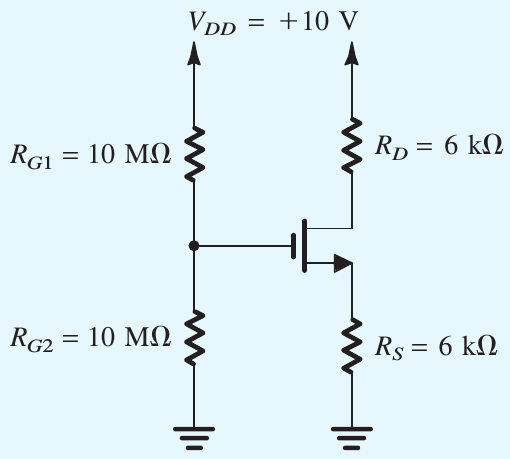 V_DD = +10 V
R_G1 = 10 MΩ
R_D = 6 kΩ
R_G2 = 10 MΩ
R_S = 6 kΩ